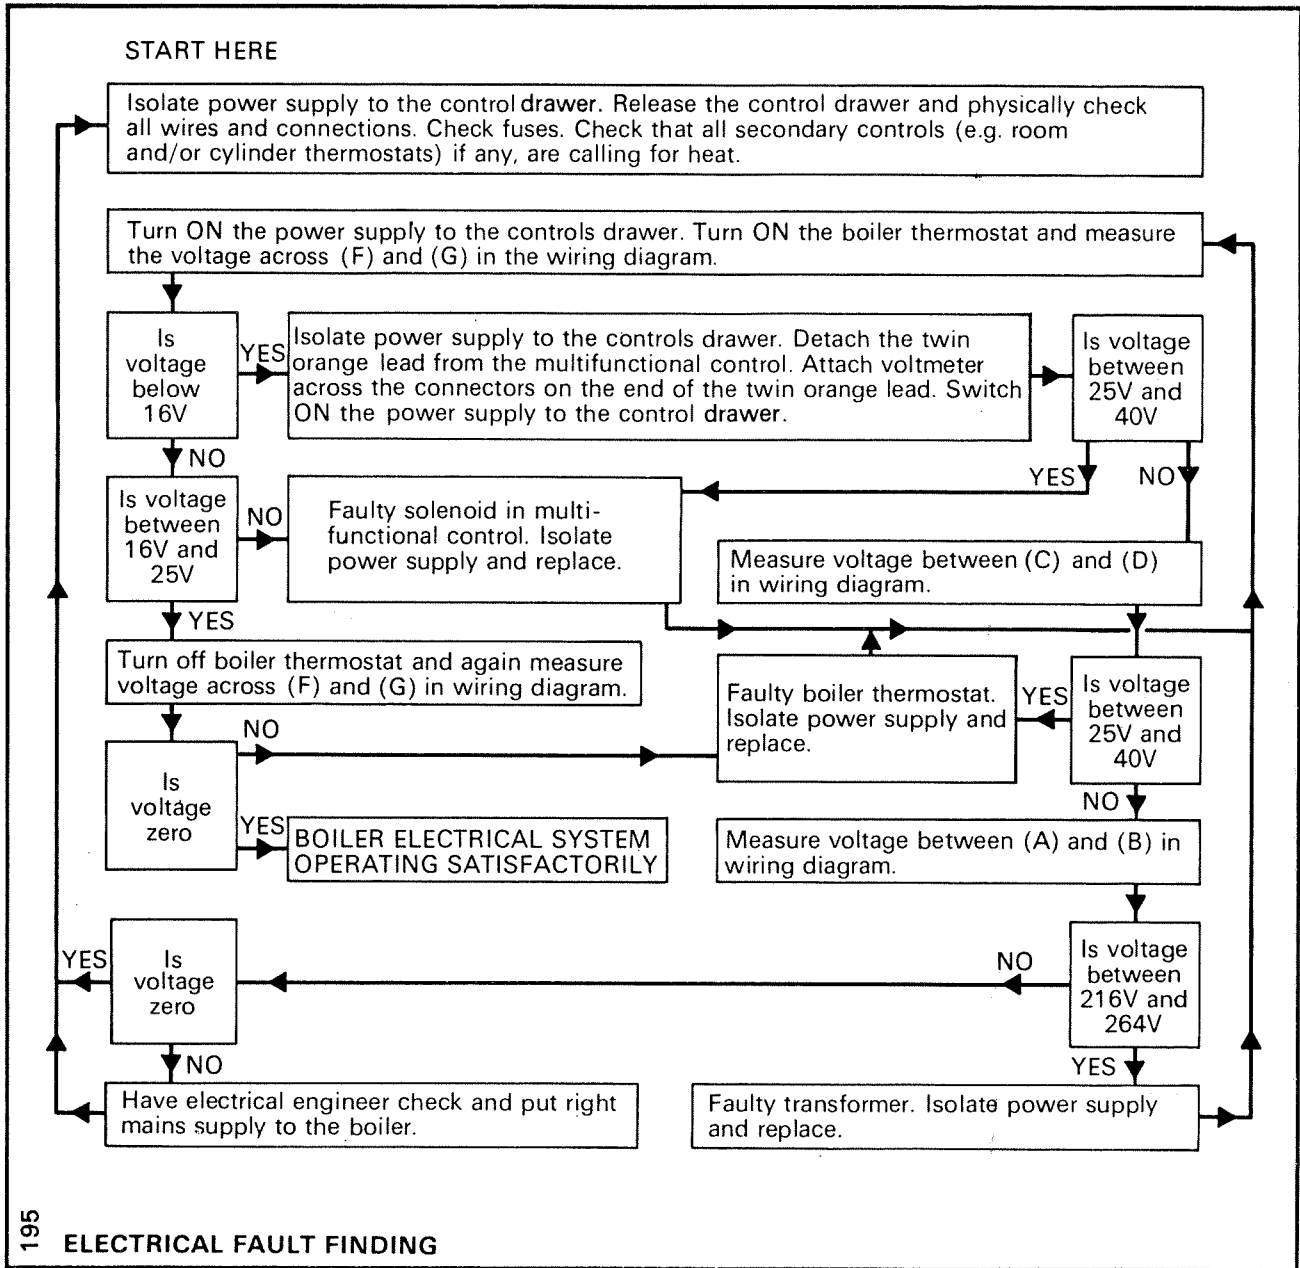 START HERE
Isolate power supply to the control drawer. Release the control drawer and physically check
all wires and connections. Check fuses. Check that all secondary controls (e.g. room
and/or cylinder thermostats) if any, are calling for heat.
Turn ON the power supply to the controls drawer. Turn ON the boiler thermostat and measure
the voltage across (F) and (G) in the wiring diagram.
Is
voltage
below
16V
YES
Isolate power supply to the controls drawer. Detach the twin
orange lead from the multifunctional control. Attach voltmeter
across the connectors on the end of the twin orange lead. Switch
ON the power supply to the control drawer.
Is voltage
between
25V and
40V
NO
YES
NO
Is voltage
between
16V and
25V
NO
Faulty solenoid in multi-
functional control. Isolate
power supply and replace.
Measure voltage between (C) and (D)
in wiring diagram.
YES
Turn off boiler thermostat and again measure
voltage across (F) and (G) in wiring diagram.
Faulty boiler thermostat.
Isolate power supply and
replace.
YES
Is voltage
between
25V and
40V
NO
Is
voltage
zero
YES
BOILER ELECTRICAL SYSTEM
OPERATING SATISFACTORILY
NO
Measure voltage between (A) and (B) in
wiring diagram.
YES
Is
voltage
zero
NO
Is voltage
between
216V and
264V
NO
YES
Have electrical engineer check and put right
mains supply to the boiler.
Faulty transformer. Isolate power supply
and replace.
195
ELECTRICAL FAULT FINDING